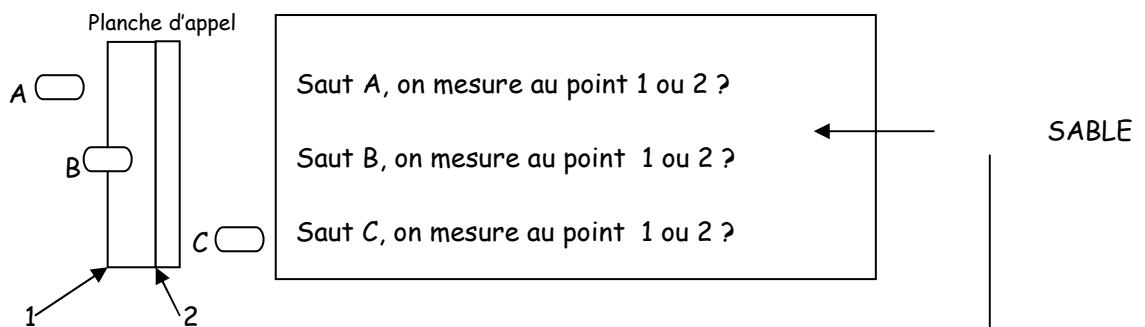 Planche d'appel
A
Saut A, on mesure au point 1 ou 2 ?
SABLE
B
Saut B, on mesure au point 1 ou 2 ?
C
Saut C, on mesure au point 1 ou 2 ?
1
2